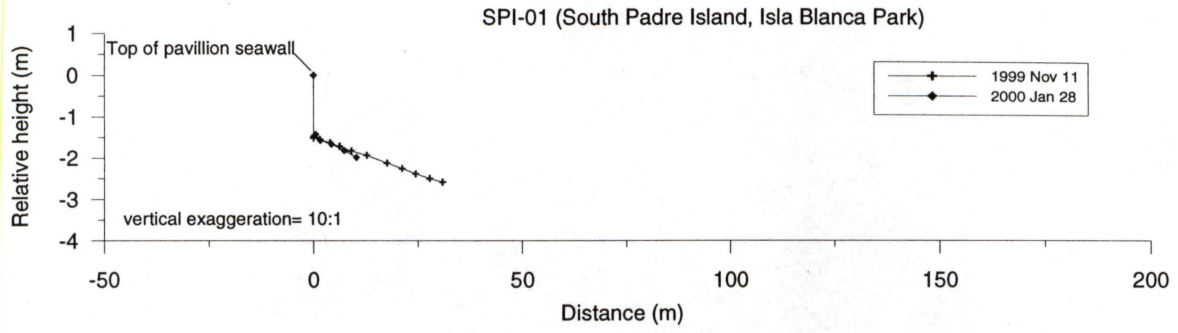 SPI-01 (South Padre Island, Isla Blanca Park)
1
Top of pavillion seawall
0
-1
-2
-3
-4
Relative height (m)
1999 Nov 11
2000 Jan 28
vertical exaggeration= 10:1
-50 0 50 100 150 200
Distance (m)